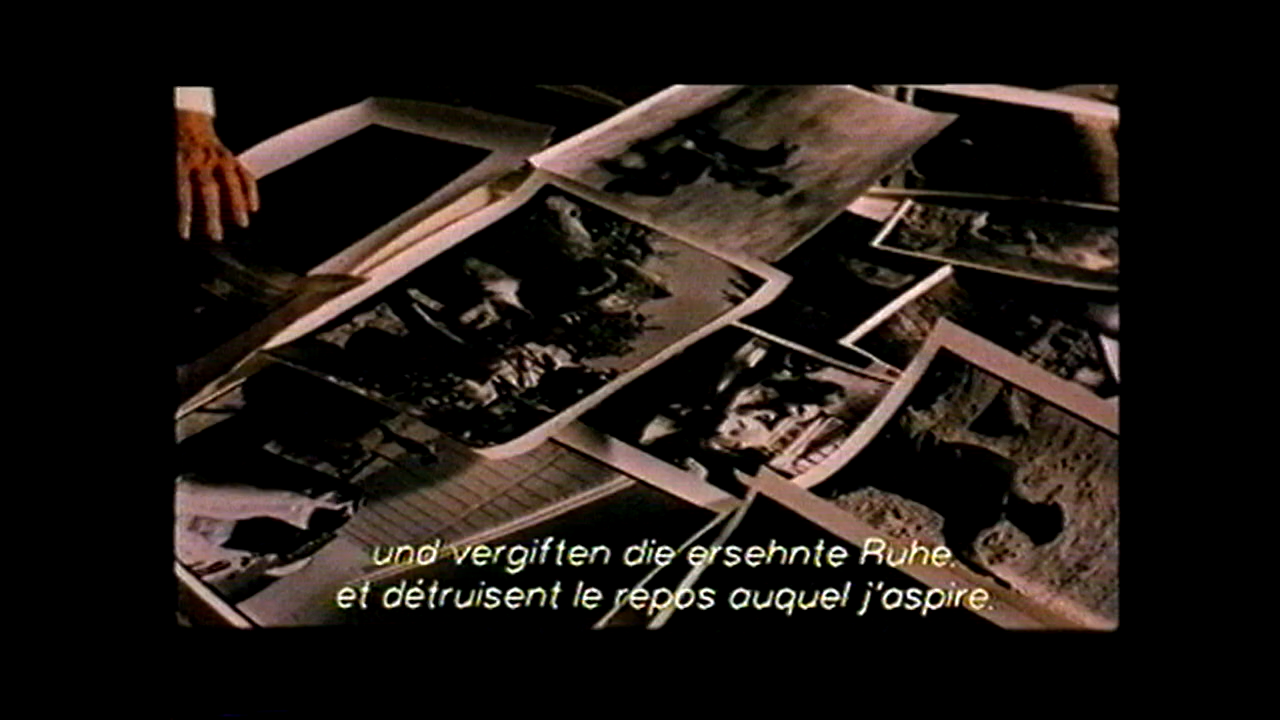 und vergiften die ersehnte Ruhe.
et détruisent le repos auquel j'aspire.